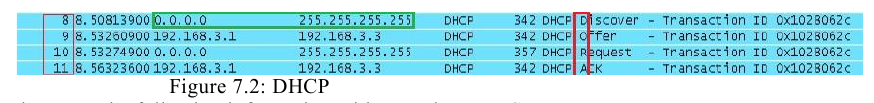 8 8.50813900 0.0.0.0 255.255.255.255 DHCP 342 DHCP Discover - Transaction ID 0x1028062c
9 8.53260900 192.168.3.1 192.168.3.3 DHCP 342 DHCP Offer - Transaction ID 0x1028062c
10 8.53274900 0.0.0.0 255.255.255.255 DHCP 357 DHCP Request - Transaction ID 0x1028062c
11 8.56323600 192.168.3.1 192.168.3.3 DHCP 342 DHCP ACK - Transaction ID 0x1028062c
Figure 7.2: DHCP